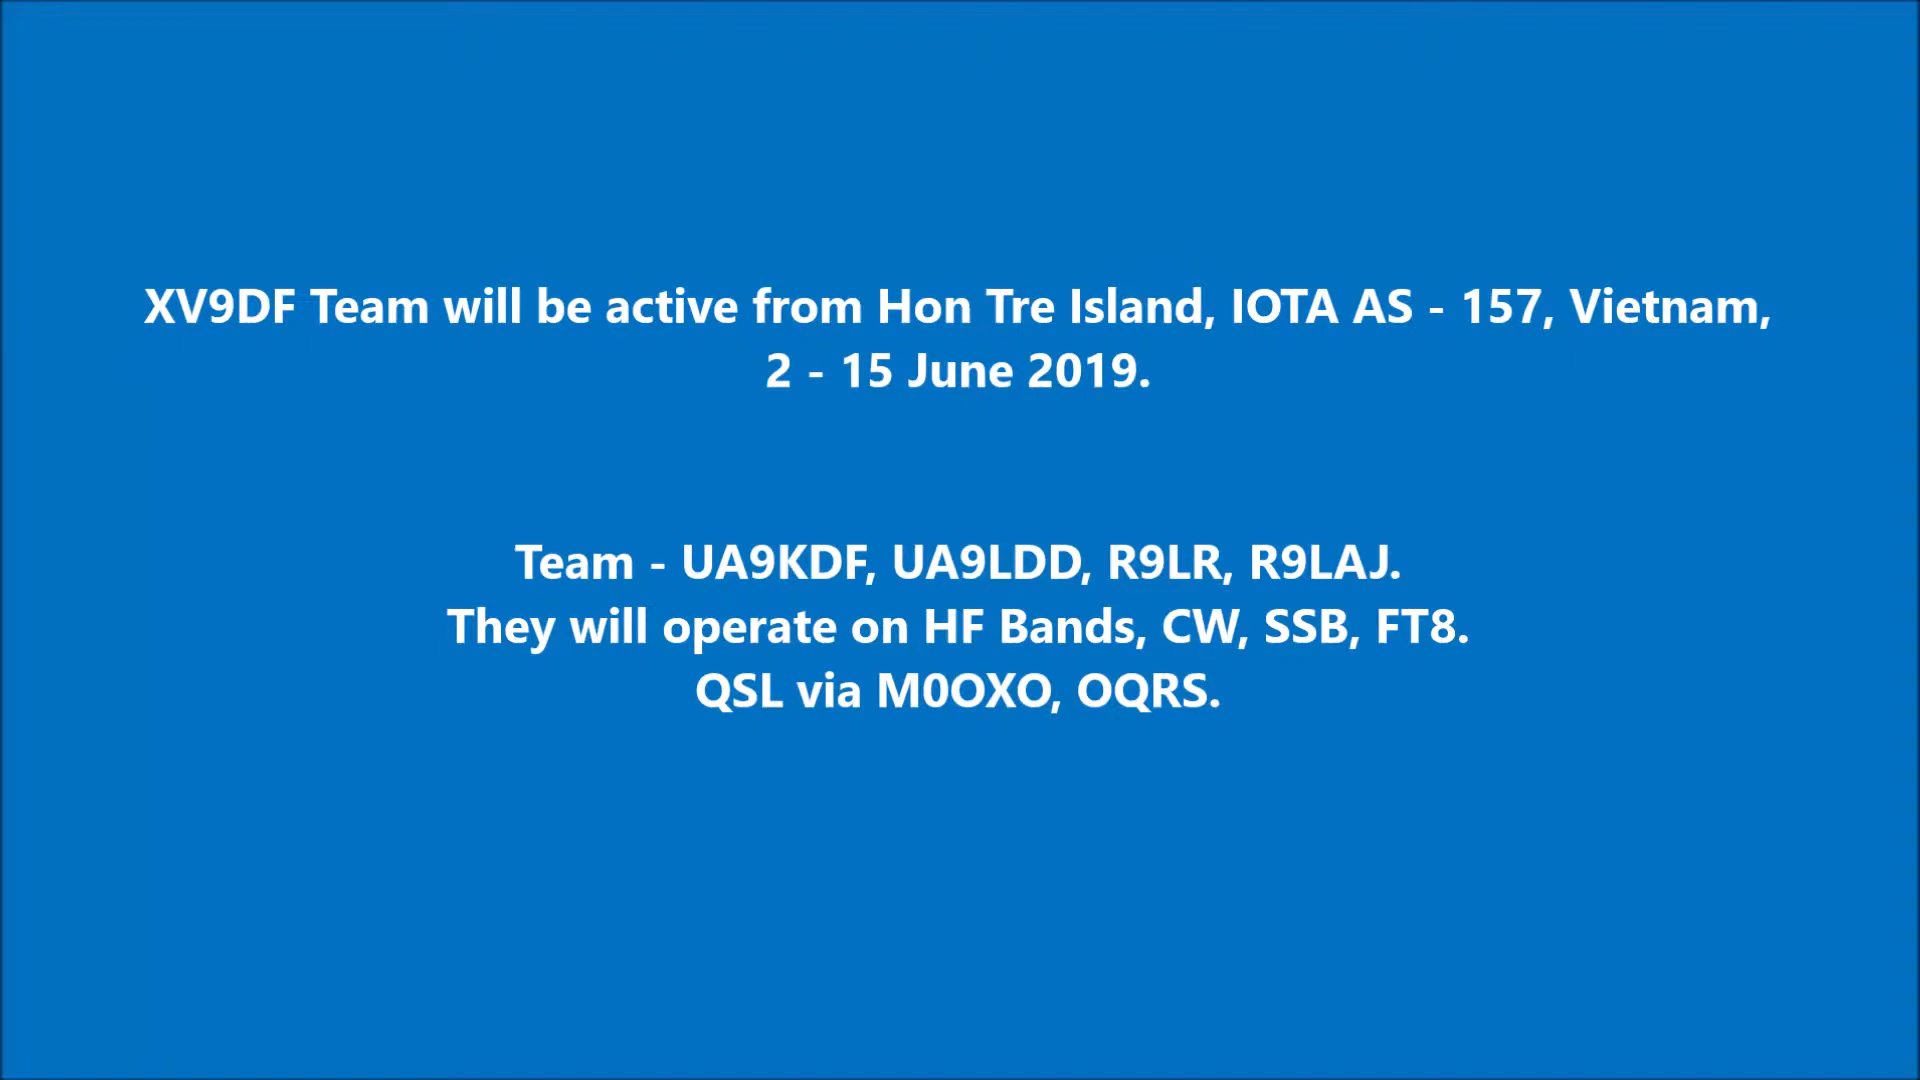 XV9DF Team will be active from Hon Tre Island, IOTA AS - 157, Vietnam,
2 - 15 June 2019.
Team - UA9KDF, UA9LDD, R9LR, R9LAJ.
They will operate on HF Bands, CW, SSB, FT8.
QSL via M0OXO, OQRS.